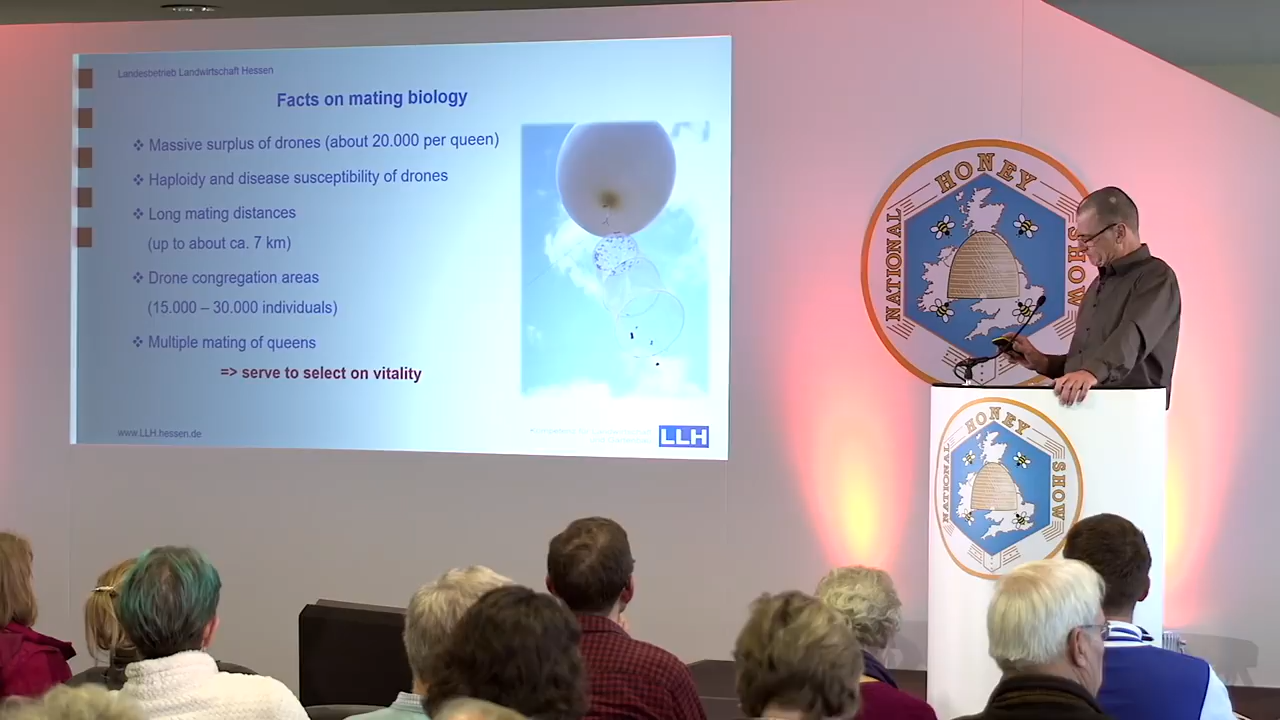 Landesbetrieb Landwirtschaft Hessen
Facts on mating biology
❖ Massive surplus of drones (about 20.000 per queen)
❖ Haploidy and disease susceptibility of drones
❖ Long mating distances
(up to about ca. 7 km)
❖ Drone congregation areas
(15.000 – 30.000 individuals)
❖ Multiple mating of queens
=> serve to select on vitality
www.LLH.hessen.de
LLH
NATIONAL HONEY SHOW
NATIONAL HONEY SHOW